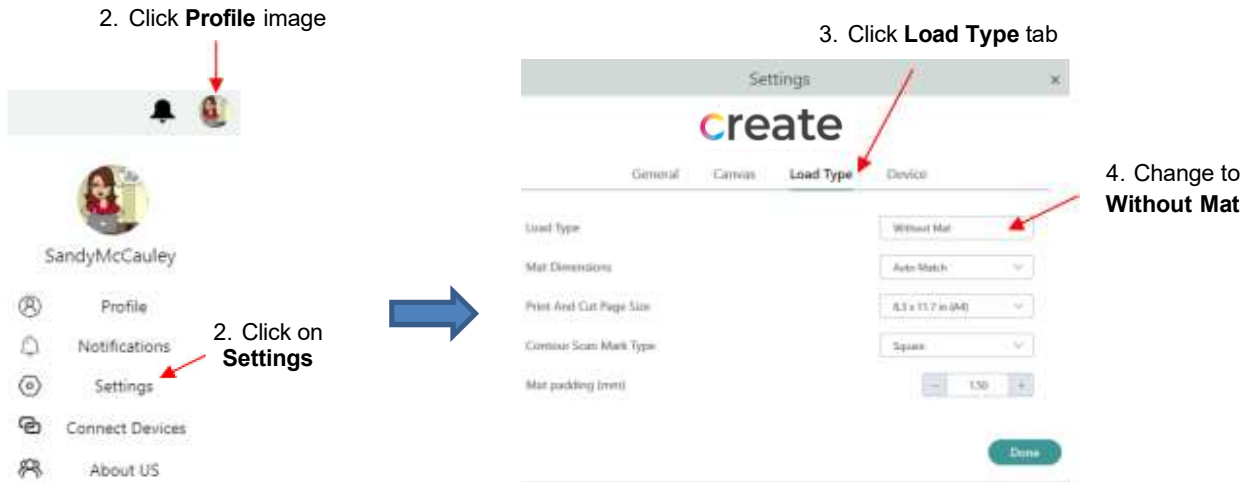 2. Click Profile image
SandyMcCauley
Profile
Notifications
Settings
Connect Devices
About US
2. Click on
Settings
3. Click Load Type tab
Settings
×
create
General Canvas Load Type Device
Load Type Without Mat
Mat Dimensions Auto Match
Print And Cut Page Size 8.3 x 11.7 in (A4)
Contour Scan Mark Type Square
Mat padding (mm) - 1.50 +
Done
4. Change to
Without Mat